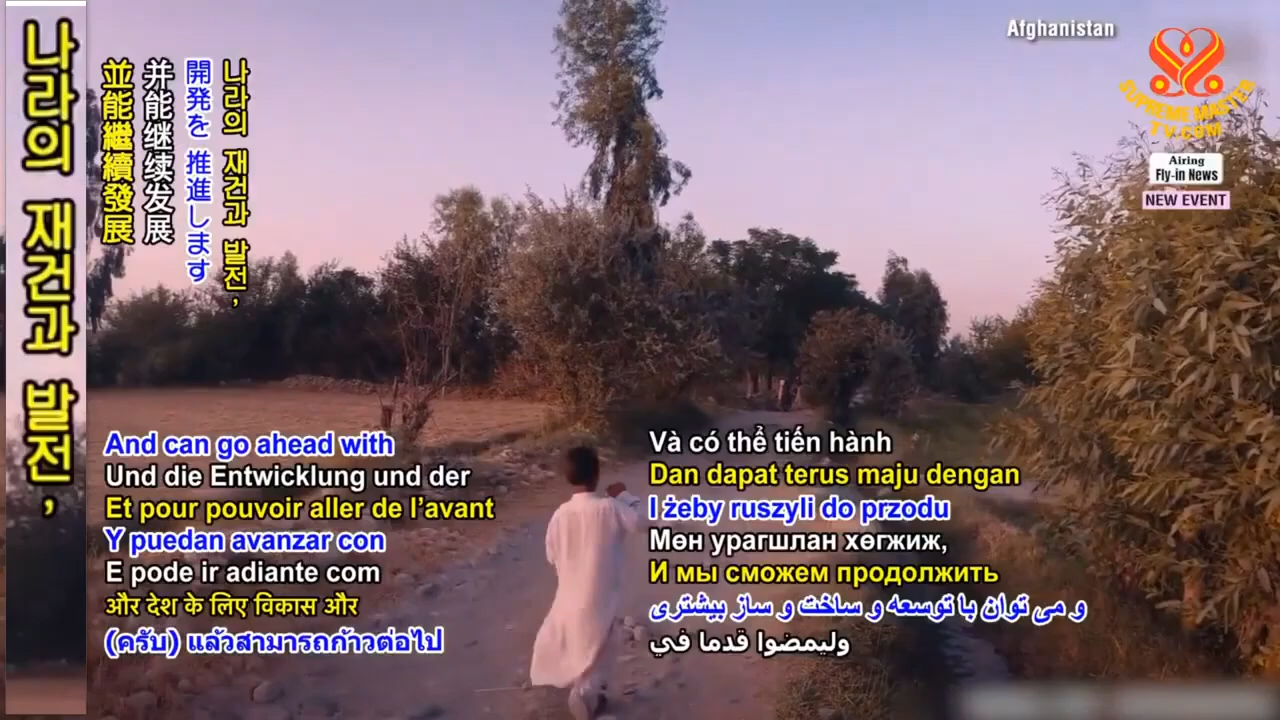 나라의 재건과 발전,
並能繼續發展
并能继续发展
開発を 推進します
나라의 재건과 발전,
Afghanistan
SUPREME MASTER
TV.COM
Airing
Fly-in News
NEW EVENT
And can go ahead with
Und die Entwicklung und der
Et pour pouvoir aller de l’avant
Y puedan avanzar con
E pode ir adiante com
और देश के लिए विकास और
(ครับ) แล้วสามารถก้าวต่อไป
Và có thể tiến hành
Dan dapat terus maju dengan
I żeby ruszyli do przodu
Мөн урагшлан хөгжиж,
И мы сможем продолжить
و می توان با توسعه و ساخت و ساز بیشتری
وليمضوا قدما في